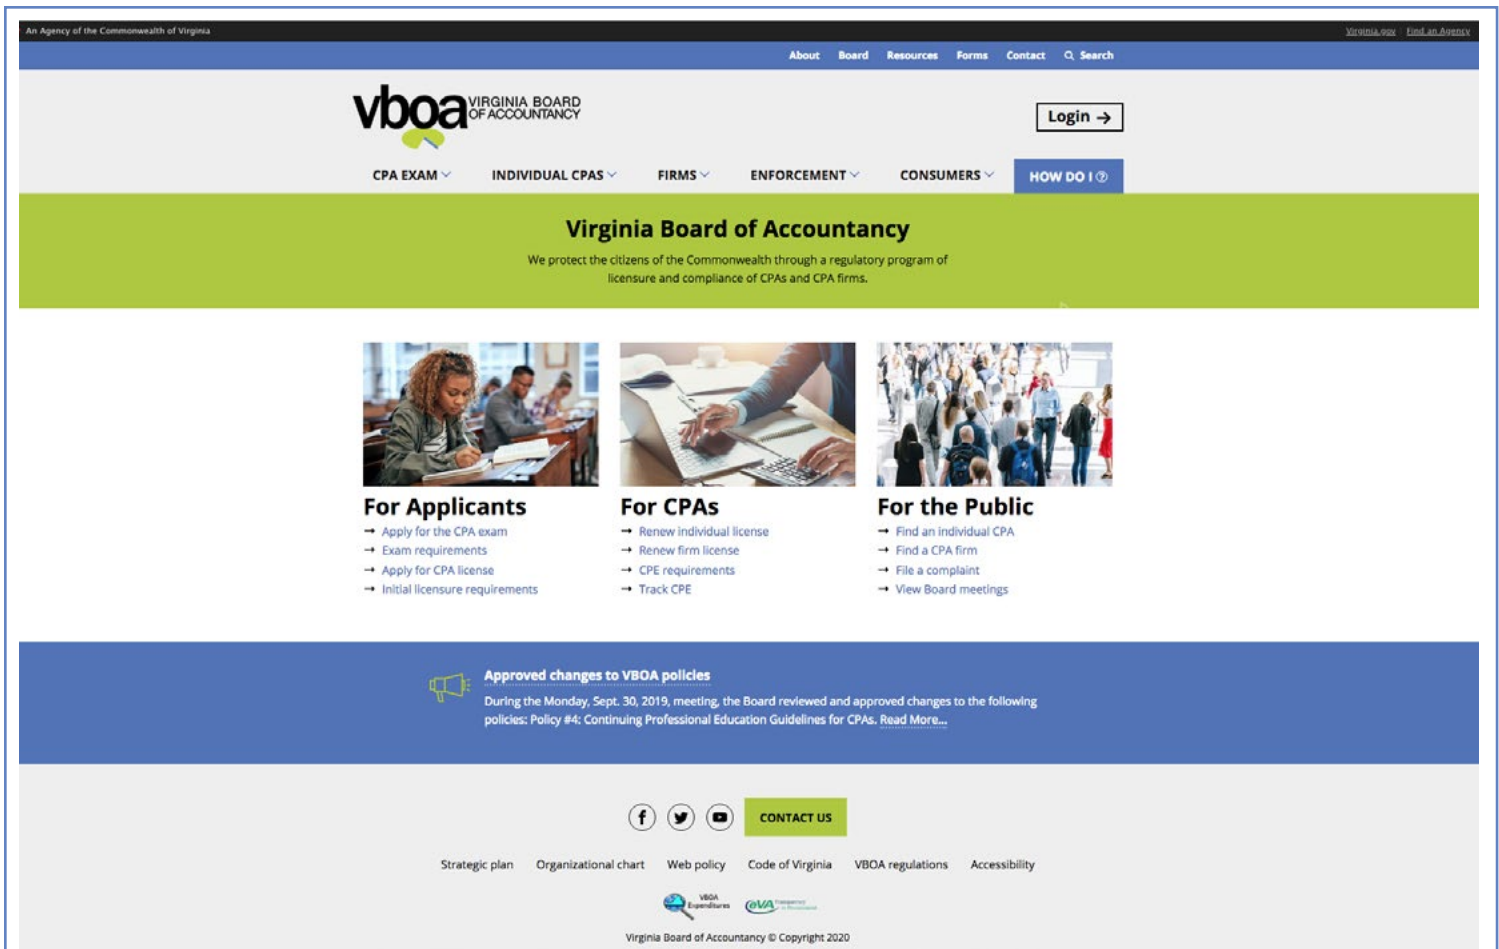 An Agency of the Commonwealth of Virginia
Virginia.gov Find an Agency
About Board Resources Forms Contact Search
vboa VIRGINIA BOARD
OF ACCOUNTANCY
Login →
CPA EXAM INDIVIDUAL CPAS FIRMS ENFORCEMENT CONSUMERS HOW DO I ?
Virginia Board of Accountancy
We protect the citizens of the Commonwealth through a regulatory program of
licensure and compliance of CPAs and CPA firms.
For Applicants
→ Apply for the CPA exam
→ Exam requirements
→ Apply for CPA license
→ Initial licensure requirements
For CPAs
→ Renew individual license
→ Renew firm license
→ CPE requirements
→ Track CPE
For the Public
→ Find an individual CPA
→ Find a CPA firm
→ File a complaint
→ View Board meetings
Approved changes to VBOA policies
During the Monday, Sept. 30, 2019, meeting, the Board reviewed and approved changes to the following
policies: Policy #4: Continuing Professional Education Guidelines for CPAs. Read More...
CONTACT US
Strategic plan Organizational chart Web policy Code of Virginia VBOA regulations Accessibility
VBOA
Expenditures
eVA Transparency
Virginia Board of Accountancy © Copyright 2020